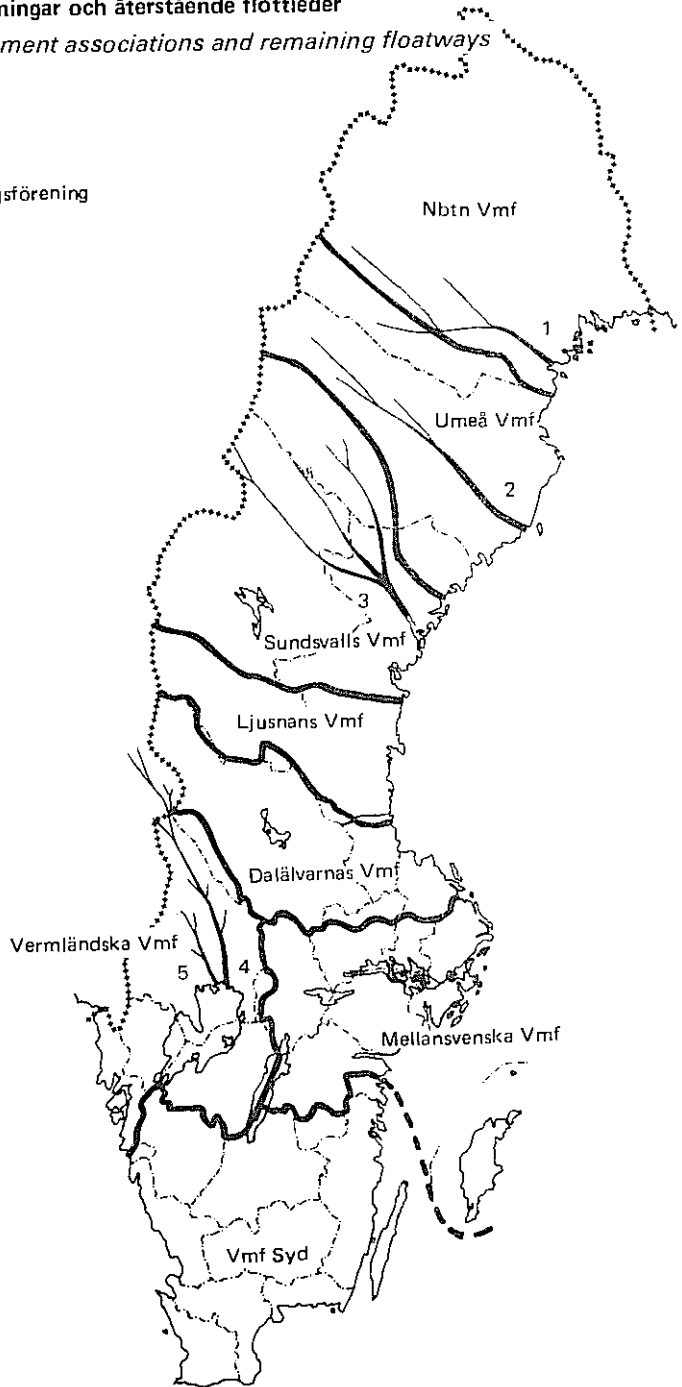 ningar och återstående flottleder
ment associations and remaining floatways
gsförening
Nbtn Vmf
1
Umeå Vmf
2
3
Sundsvalls Vmf
Ljusnans Vmf
Dalälvarnas Vmf
Vermländska Vmf
5 4
Mellansvenska Vmf
Vmf Syd